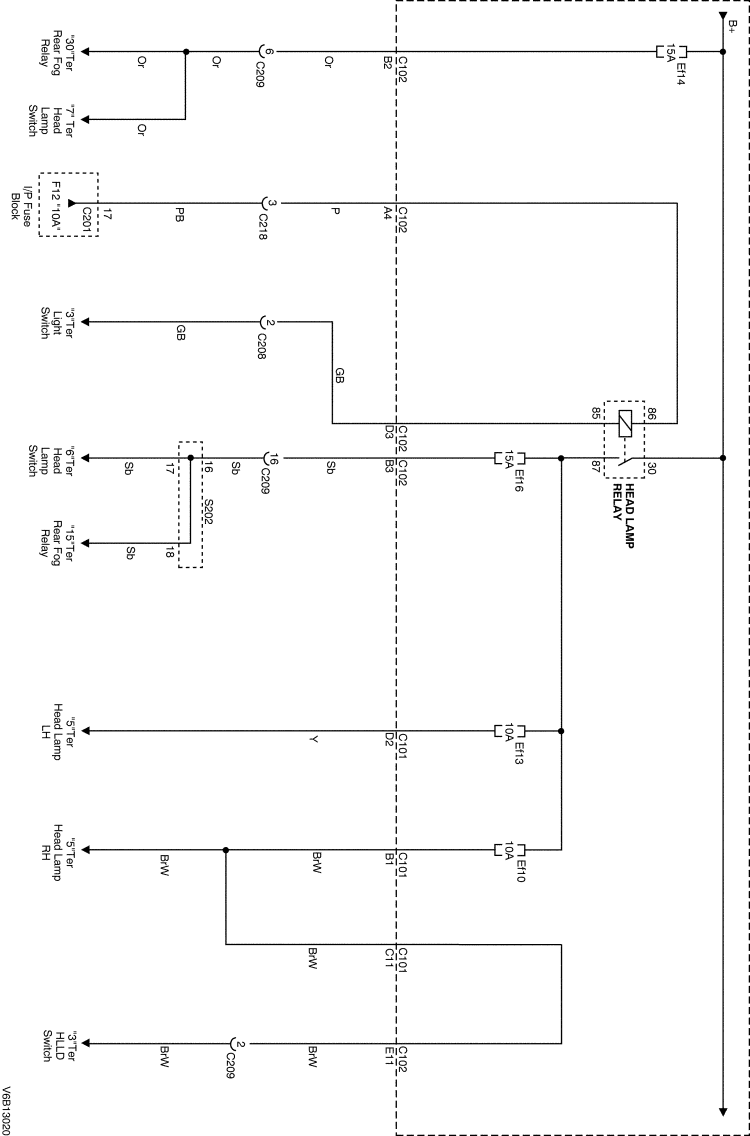 B+
Ef14
15A
C102
B2
Or
6
C209
Or
Or
"30"Ter
Rear Fog
Relay
Or
"7" Ter
Head
Lamp
Switch
C102
A4
P
3
C218
PB
17
C201
F12 "10A"
I/P Fuse
Block
86
85
30
87
HEAD LAMP
RELAY
C102
D3
GB
2
C208
GB
"3"Ter
Light
Switch
Ef16
15A
C102
B3
Sb
16
C209
Sb
16
S202
17
Sb
"6"Ter
Head
Lamp
Switch
18
Sb
"15"Ter
Rear Fog
Relay
Ef13
10A
C101
D2
Y
"5"Ter
Head Lamp
LH
Ef10
10A
C101
B1
BrW
BrW
"5"Ter
Head Lamp
RH
C101
C11
BrW
C102
E11
BrW
2
C209
BrW
"3"Ter
HLLD
Switch
V6B13020